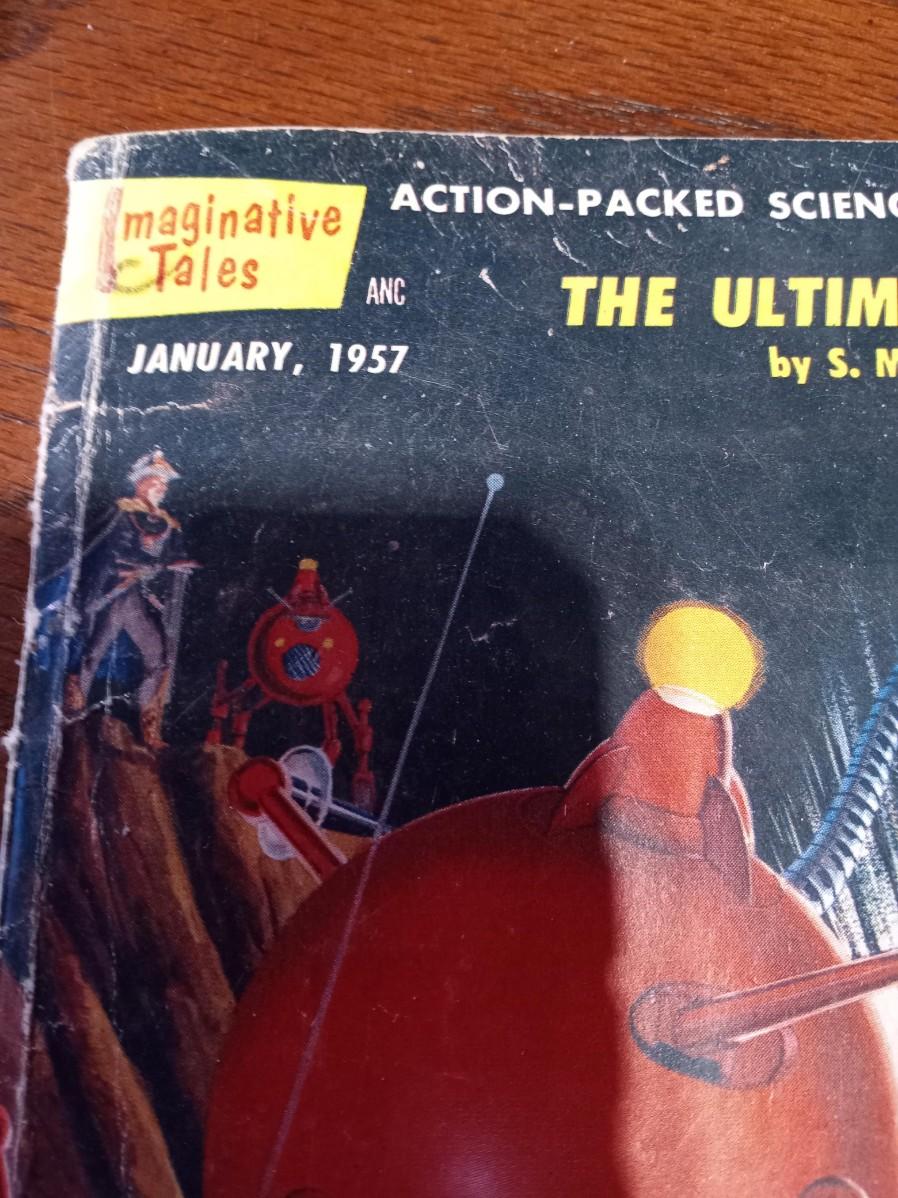 Imaginative
Tales
ACTION-PACKED SCIENC
ANC
THE ULTIM
JANUARY, 1957
by S. M